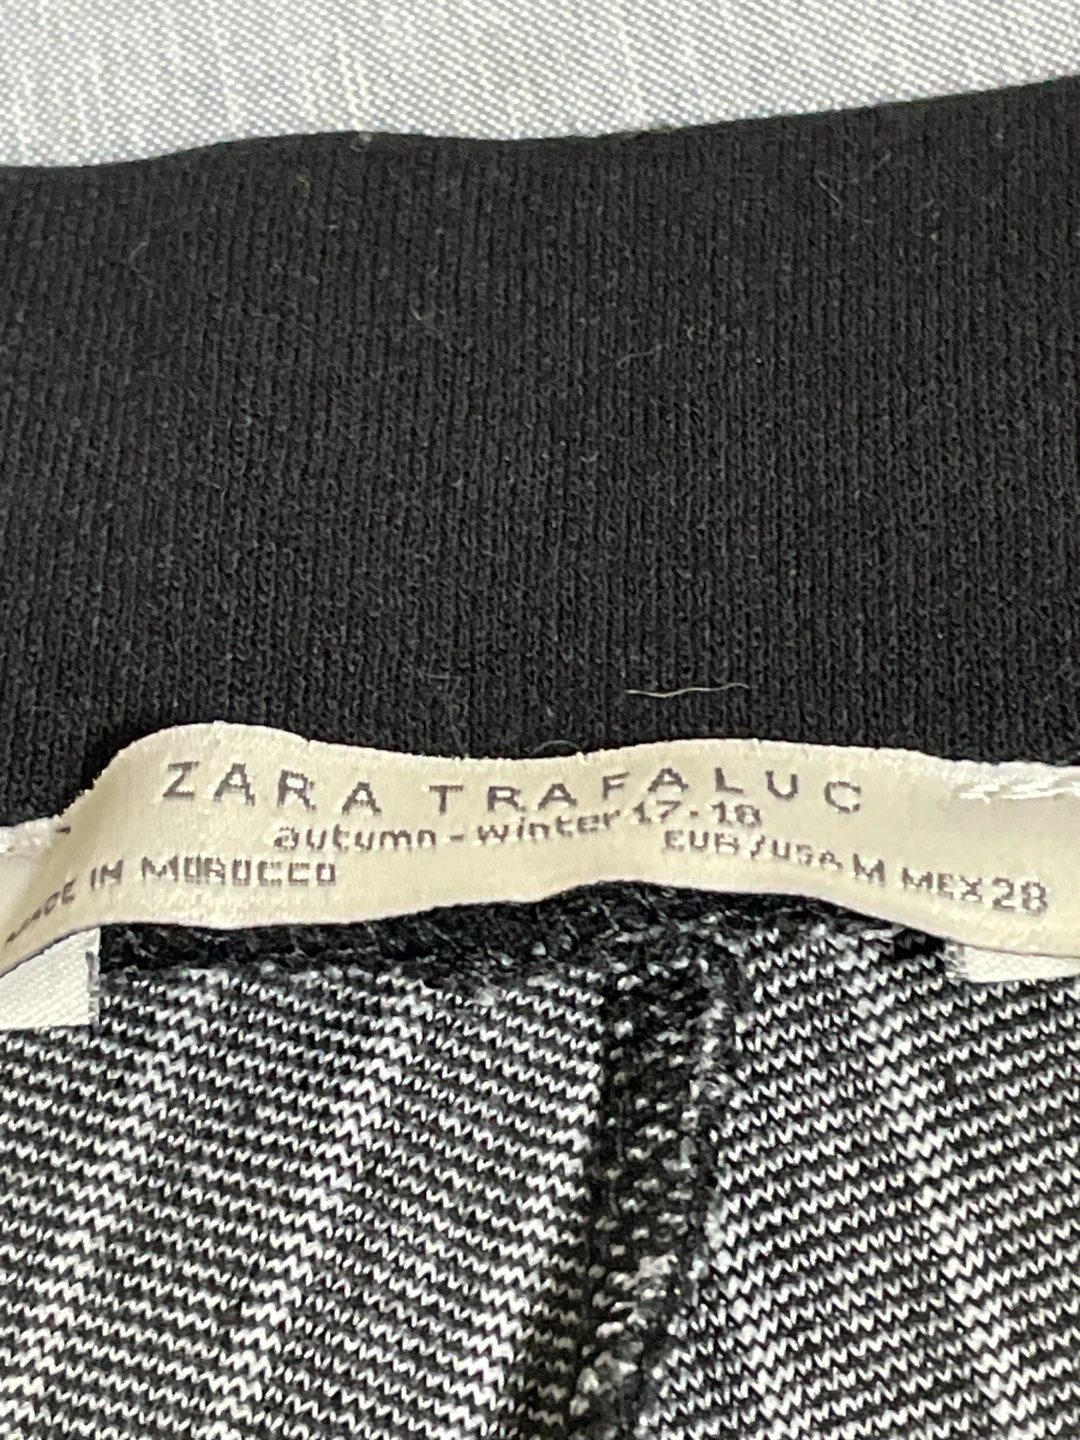 ZARA TRAFALUC
autumn - winter 17 - 18
MADE IN MOROCCO
EUR/USA M MEX 28